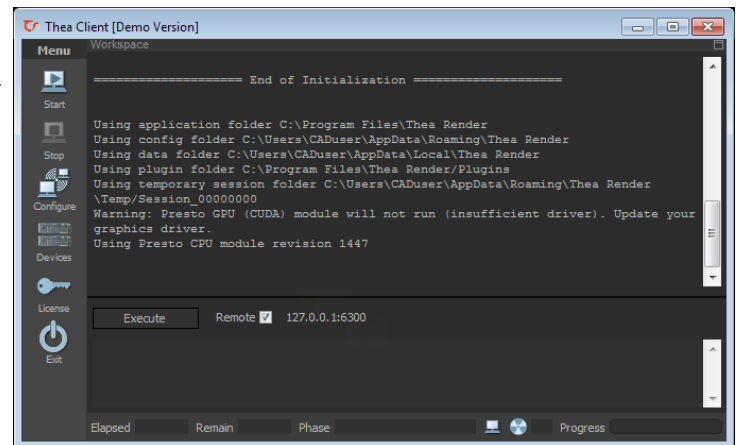 Thea Client [Demo Version]
Menu
Workspace
Start
Stop
Configure
Devices
License
Exit
===================== End of Initialization =====================
Using application folder C:\Program Files\Thea Render
Using config folder C:\Users\CADuser\AppData\Roaming\Thea Render
Using data folder C:\Users\CADuser\AppData\Local\Thea Render
Using plugin folder C:\Program Files\Thea Render/Plugins
Using temporary session folder C:\Users\CADuser\AppData\Roaming\Thea Render
\Temp/Session_00000000
Warning: Presto GPU (CUDA) module will not run (insufficient driver). Update your
graphics driver.
Using Presto CPU module revision 1447
Execute Remote 127.0.0.1:6300
Elapsed Remain Phase Progress